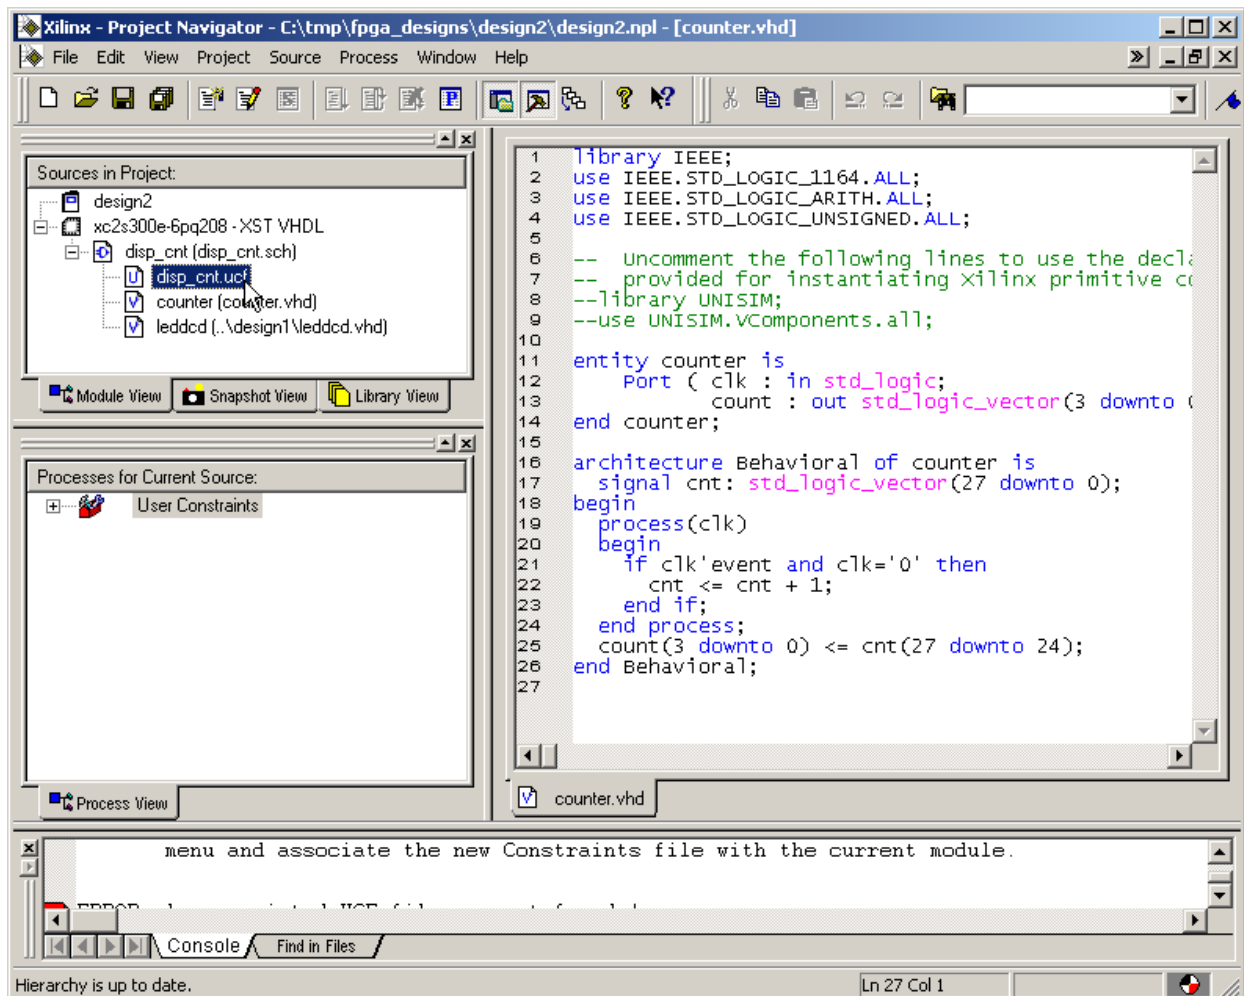 Xilinx - Project Navigator - C:\tmp\fpga_designs\design2\design2.npl - [counter.vhd]
File Edit View Project Source Process Window Help
Sources in Project:
design2
xc2s300e-6pq208 - XST VHDL
disp_cnt (disp_cnt.sch)
disp_cnt.ucf
counter (counter.vhd)
leddcd (..\design1\leddcd.vhd)
Module View Snapshot View Library View
Processes for Current Source:
User Constraints
Process View
1 library IEEE;
2 use IEEE.STD_LOGIC_1164.ALL;
3 use IEEE.STD_LOGIC_ARITH.ALL;
4 use IEEE.STD_LOGIC_UNSIGNED.ALL;
5
6 -- Uncomment the following lines to use the decla
7 -- provided for instantiating Xilinx primitive co
8 --library UNISIM;
9 --use UNISIM.VComponents.all;
10
11 entity counter is
12 Port ( clk : in std_logic;
13 count : out std_logic_vector(3 downto 0
14 end counter;
15
16 architecture Behavioral of counter is
17 signal cnt: std_logic_vector(27 downto 0);
18 begin
19 process(clk)
20 begin
21 if clk'event and clk='0' then
22 cnt <= cnt + 1;
23 end if;
24 end process;
25 count(3 downto 0) <= cnt(27 downto 24);
26 end Behavioral;
27
counter.vhd
menu and associate the new Constraints file with the current module.
Console Find in Files
Hierarchy is up to date.
Ln 27 Col 1